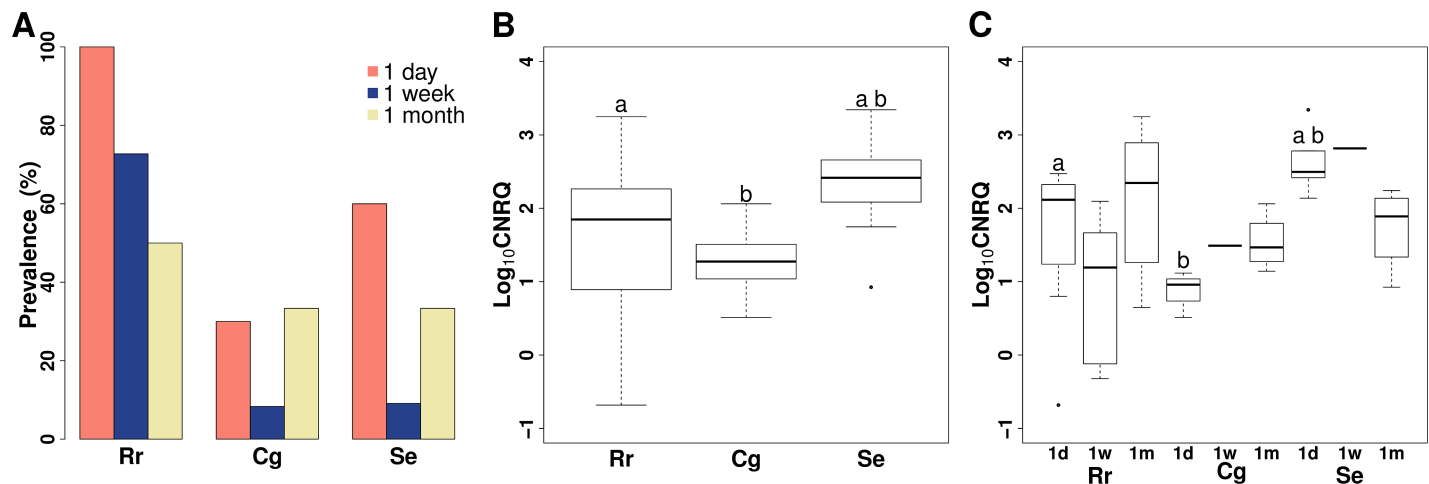 A
Prevalence (%)
0
20
40
60
80
100
1 day
1 week
1 month
Rr Cg Se
B
Log10CNRQ
4
3
2
1
0
−1
a
b
a b
Rr Cg Se
C
Log10CNRQ
4
3
2
1
0
−1
a
b
a b
1d 1w 1m 1d 1w 1m 1d 1w 1m
Rr Cg Se